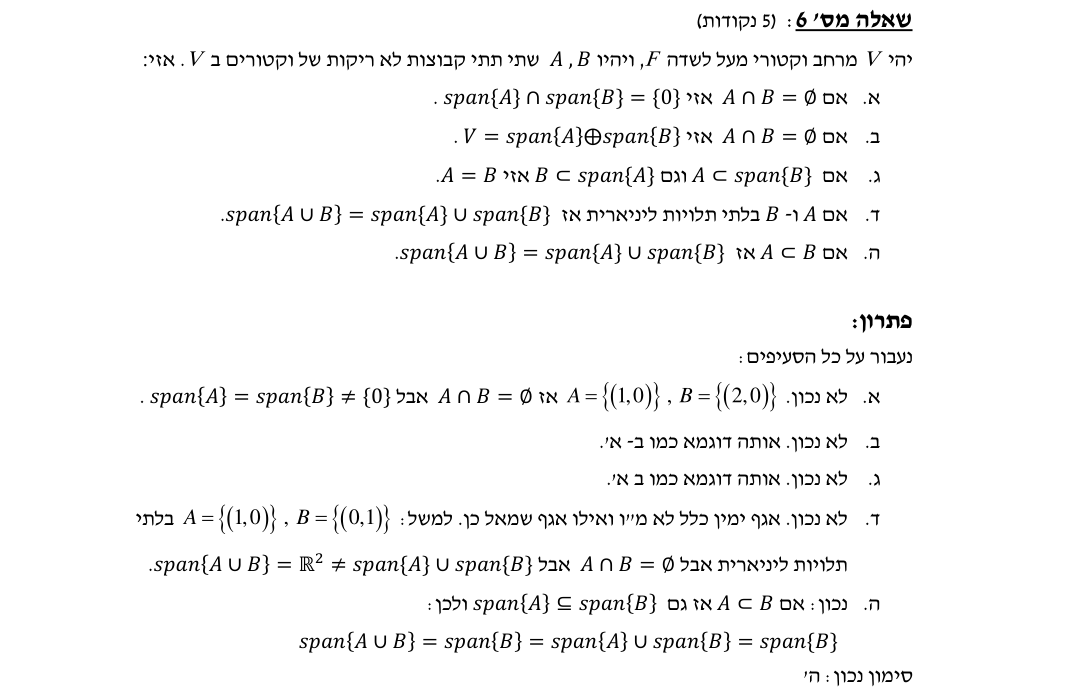 שאלה מס׳ 6 : (5 נקודות)
יהי V מרחב וקטורי מעל לשדה F, ויהיו A , B שתי תתי קבוצות לא ריקות של וקטורים ב V . אזי:
א. אם A ∩ B = ∅ אזי span{A} ∩ span{B} = {0} .
ב. אם A ∩ B = ∅ אזי V = span{A}⊕span{B} .
ג. אם A ⊂ span{B} וגם B ⊂ span{A} אזי A = B.
ד. אם A ו- B בלתי תלויות ליניארית אז span{A ∪ B} = span{A} ∪ span{B}.
ה. אם A ⊂ B אז span{A ∪ B} = span{A} ∪ span{B}.
פתרון:
נעבור על כל הסעיפים:
א. לא נכון. A = {(1,0)} , B = {(2,0)} אז A ∩ B = ∅ אבל span{A} = span{B} ≠ {0} .
ב. לא נכון. אותה דוגמא כמו ב- א׳.
ג. לא נכון. אותה דוגמא כמו ב א׳.
ד. לא נכון. אגף ימין כלל לא מ״ו ואילו אגף שמאל כן. למשל: A = {(1,0)} , B = {(0,1)} בלתי
תלויות ליניארית אבל A ∩ B = ∅ אבל span{A ∪ B} = ℝ² ≠ span{A} ∪ span{B}.
ה. נכון: אם A ⊂ B אז גם span{A} ⊆ span{B} ולכן:
span{A ∪ B} = span{B} = span{A} ∪ span{B} = span{B}
סימון נכון: ה׳